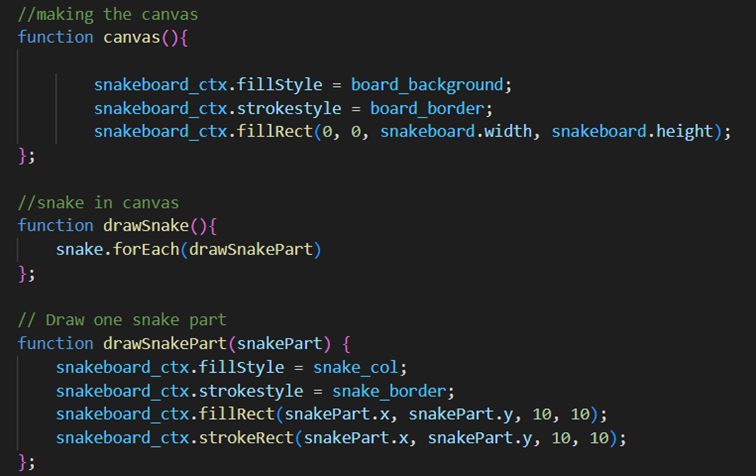 //making the canvas
function canvas(){
snakeboard_ctx.fillStyle = board_background;
snakeboard_ctx.strokestyle = board_border;
snakeboard_ctx.fillRect(0, 0, snakeboard.width, snakeboard.height);
};
//snake in canvas
function drawSnake(){
snake.forEach(drawSnakePart)
};
// Draw one snake part
function drawSnakePart(snakePart) {
snakeboard_ctx.fillStyle = snake_col;
snakeboard_ctx.strokestyle = snake_border;
snakeboard_ctx.fillRect(snakePart.x, snakePart.y, 10, 10);
snakeboard_ctx.strokeRect(snakePart.x, snakePart.y, 10, 10);
};